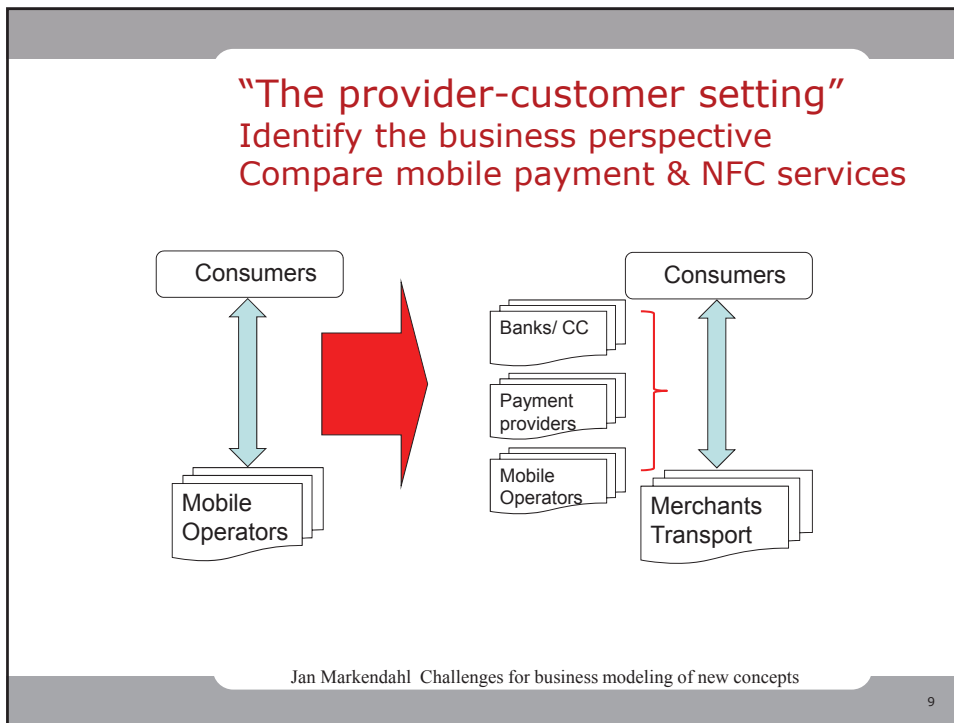 “The provider-customer setting”
Identify the business perspective
Compare mobile payment & NFC services
Consumers
Mobile
Operators
Consumers
Banks/ CC
Payment
providers
Mobile
Operators
Merchants
Transport
Jan Markendahl Challenges for business modeling of new concepts
9